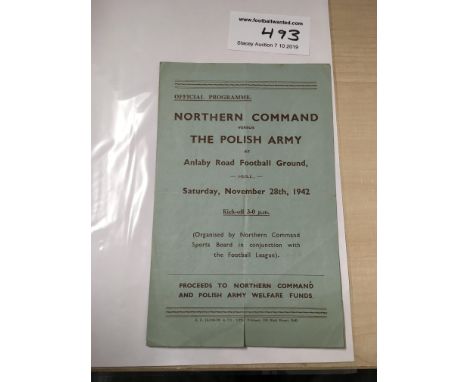 www.footballwanted.com
493
Stacey Auction 7 10 2019
OFFICIAL PROGRAMME.
NORTHERN COMMAND
VERSUS
THE POLISH ARMY
AT
Anlaby Road Football Ground,
— HULL. —
Saturday, November 28th, 1942
Kick-off 3-0 p.m.
(Organised by Northern Command
Sports Board in conjunction with
the Football League).
PROCEEDS TO NORTHERN COMMAND
AND POLISH ARMY WELFARE FUNDS.